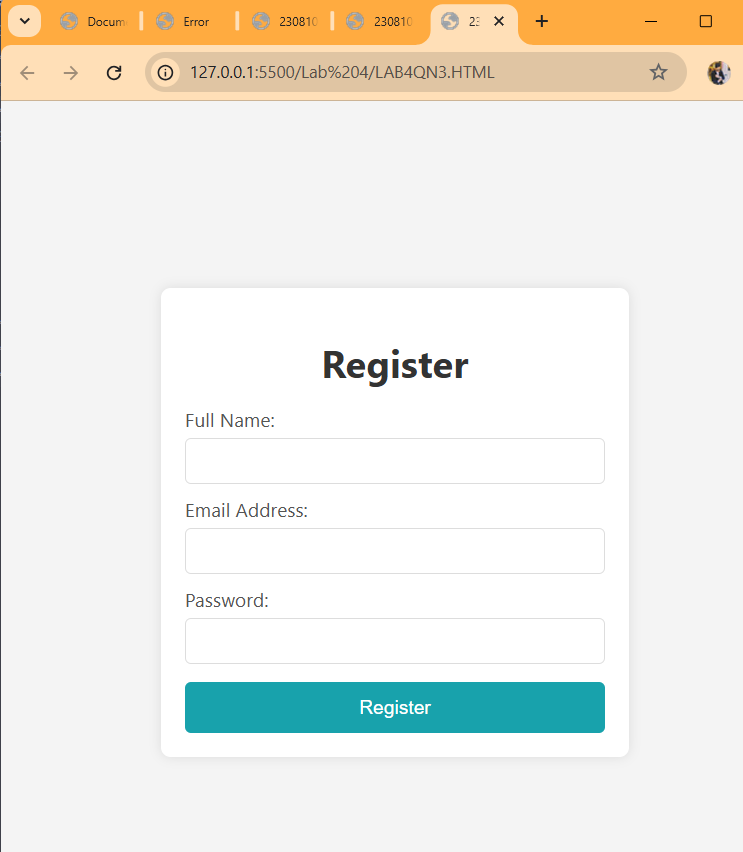 Docum Error 230810 230810 23
127.0.0.1:5500/Lab%204/LAB4QN3.HTML
Register
Full Name:
Email Address:
Password:
Register